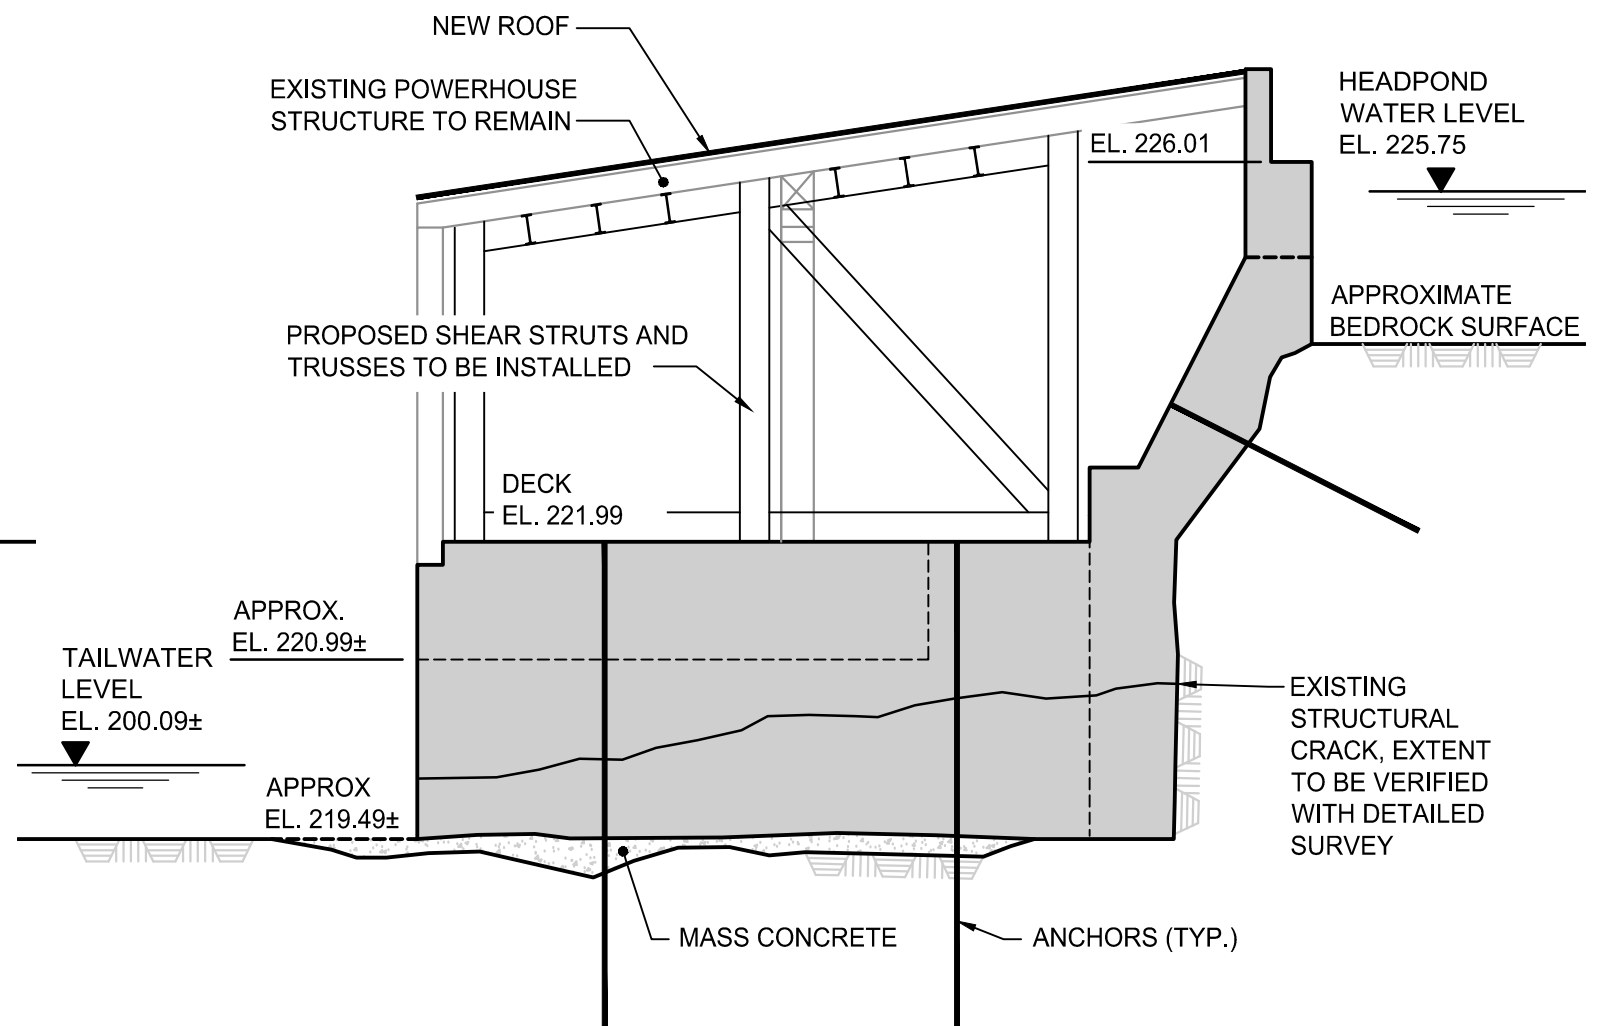 NEW ROOF
EXISTING POWERHOUSE
STRUCTURE TO REMAIN
HEADPOND
WATER LEVEL
EL. 225.75
EL. 226.01
APPROXIMATE
BEDROCK SURFACE
PROPOSED SHEAR STRUTS AND
TRUSSES TO BE INSTALLED
DECK
EL. 221.99
APPROX.
EL. 220.99±
TAILWATER
LEVEL
EL. 200.09±
APPROX
EL. 219.49±
EXISTING
STRUCTURAL
CRACK, EXTENT
TO BE VERIFIED
WITH DETAILED
SURVEY
MASS CONCRETE
ANCHORS (TYP.)